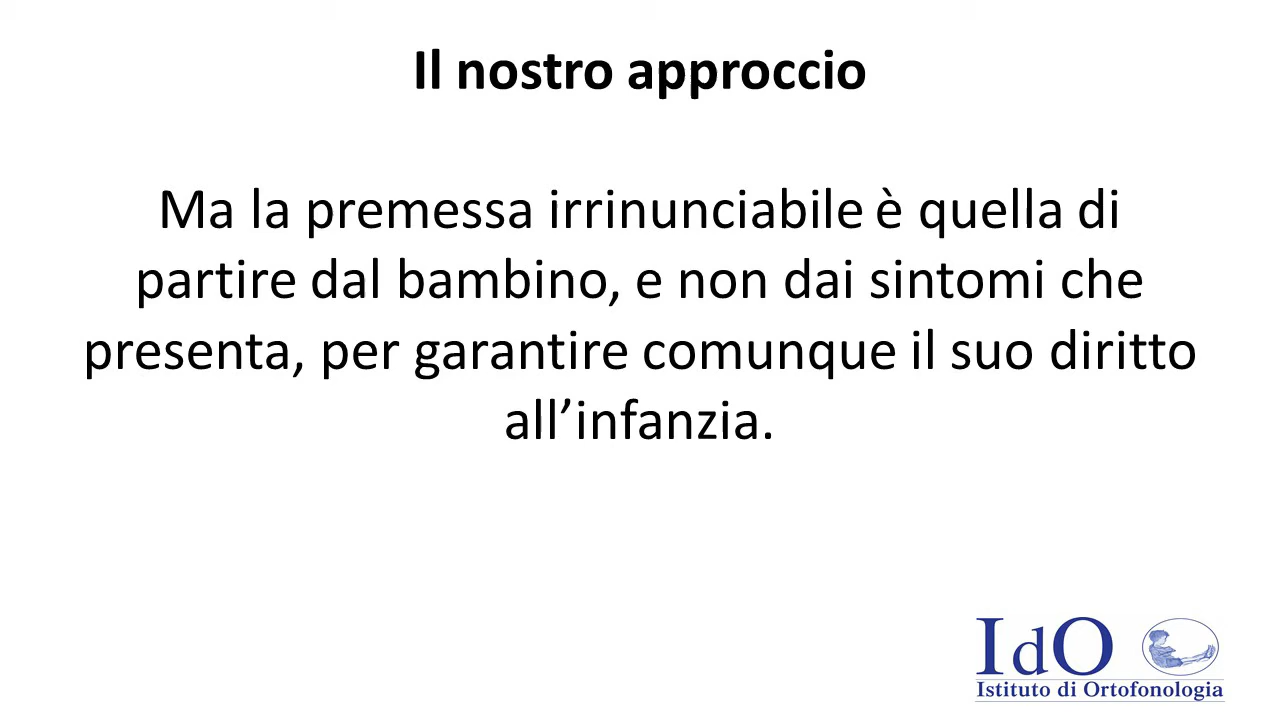 Il nostro approccio
Ma la premessa irrinunciabile è quella di
partire dal bambino, e non dai sintomi che
presenta, per garantire comunque il suo diritto
all’infanzia.
IdO
Istituto di Ortofonologia